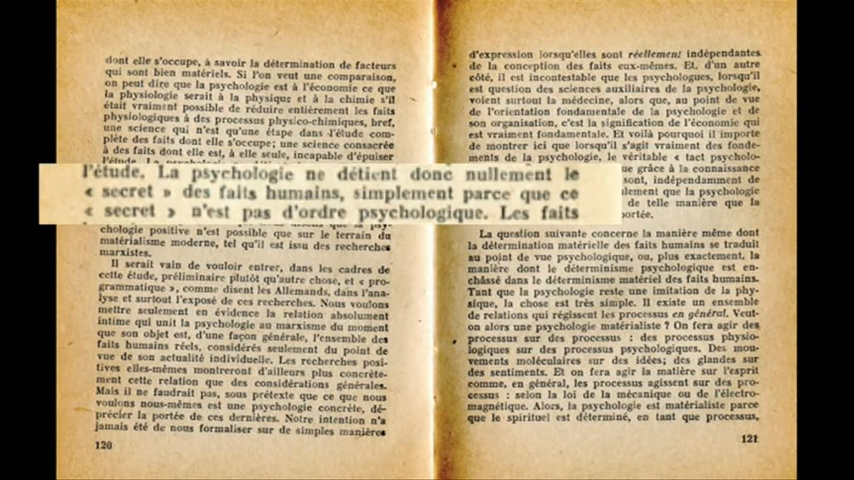 dont elle s'occupe, à savoir la détermination de facteurs
qui sont bien matériels. Si l'on veut une comparaison,
on peut dire que la psychologie est à l'économie ce que
la physiologie serait à la physique et à la chimie s'il
était vraiment possible de réduire entièrement les faits
physiologiques à des processus physico-chimiques, bref,
une science qui n'est qu'une étape dans l'étude com-
plète des faits dont elle s'occupe; une science consacrée
à des faits dont elle est, à elle seule, incapable d'épuiser
l'étude. La psychologie ne détient donc nullement le
« secret » des faits humains, simplement parce que ce
« secret » n'est pas d'ordre psychologique. Les faits
chologie positive n'est possible que sur le terrain du
matérialisme moderne, tel qu'il est issu des recherches
marxistes.
Il serait vain de vouloir entrer, dans les cadres de
cette étude, préliminaire plutôt qu'autre chose, et « pro-
grammatique », comme disent les Allemands, dans l'ana-
lyse et surtout l'exposé de ces recherches. Nous voulons
mettre seulement en évidence la relation absolument
intime qui unit la psychologie au marxisme du moment
que son objet est, d'une façon générale, l'ensemble des
faits humains réels, considérés seulement du point de
vue de son actualité individuelle. Les recherches posi-
tives elles-mêmes montreront d'ailleurs plus concrète-
ment cette relation que des considérations générales.
Mais il ne faudrait pas, sous prétexte que ce que nous
voulons nous-mêmes est une psychologie concrète, dé-
précier la portée de ces dernières. Notre intention n'a
jamais été de nous formaliser sur de simples manières
120
d'expression lorsqu'elles sont réellement indépendantes
de la conception des faits eux-mêmes. Et, d'un autre
côté, il est incontestable que les psychologues, lorsqu'il
est question des sciences auxiliaires de la psychologie,
voient surtout la médecine, alors que, au point de vue
de l'orientation fondamentale de la psychologie et de
son organisation, c'est la signification de l'économie qui
est vraiment fondamentale. Et voilà pourquoi il importe
de montrer ici que lorsqu'il s'agit vraiment des fonde-
ments de la psychologie, le véritable « tact psycholo-
ue grâce à la connaissance
sont, indépendamment de
ulement que la psychologie
de telle manière que la
portée.
La question suivante concerne la manière même dont
la détermination matérielle des faits humains se traduit
au point de vue psychologique, ou, plus exactement, la
manière dont le déterminisme psychologique est en-
châssé dans le déterminisme matériel des faits humains.
Tant que la psychologie reste une imitation de la phy-
sique, la chose est très simple. Il existe un ensemble
de relations qui régissent les processus en général. Veut-
on alors une psychologie matérialiste ? On fera agir des
processus sur des processus : des processus physio-
logiques sur des processus psychologiques. Des mou-
vements moléculaires sur des idées; des glandes sur
des sentiments. Et on fera agir la matière sur l'esprit
comme, en général, les processus agissent sur des pro-
cessus : selon la loi de la mécanique ou de l'électro-
magnétique. Alors, la psychologie est matérialiste parce
que le spirituel est déterminé, en tant que processus,
121